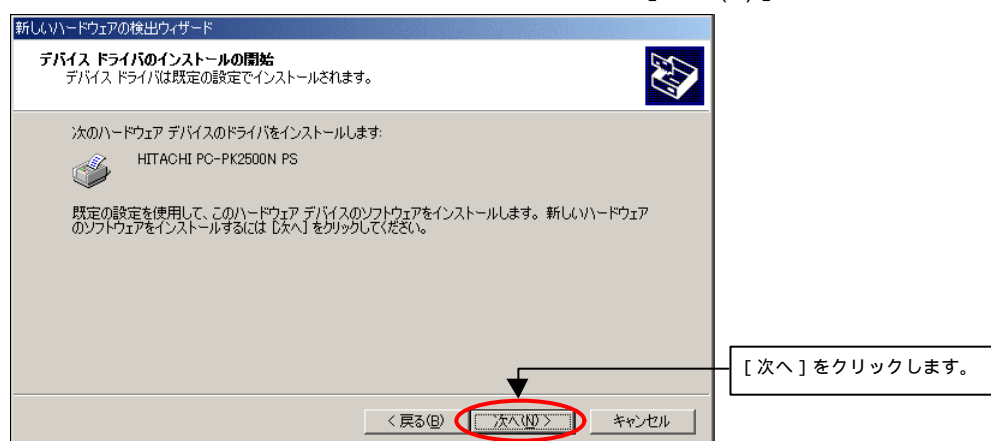 新しいハードウェアの検出ウィザード
デバイス ドライバのインストールの開始
デバイス ドライバは既定の設定でインストールされます。
次のハードウェア デバイスのドライバをインストールします:
HITACHI PC-PK2500N PS
既定の設定を使用して、このハードウェア デバイスのソフトウェアをインストールします。新しいハードウェア
のソフトウェアをインストールするには [次へ] をクリックしてください。
[ 次へ ] をクリックします。
< 戻る(B) 次へ(N) > キャンセル